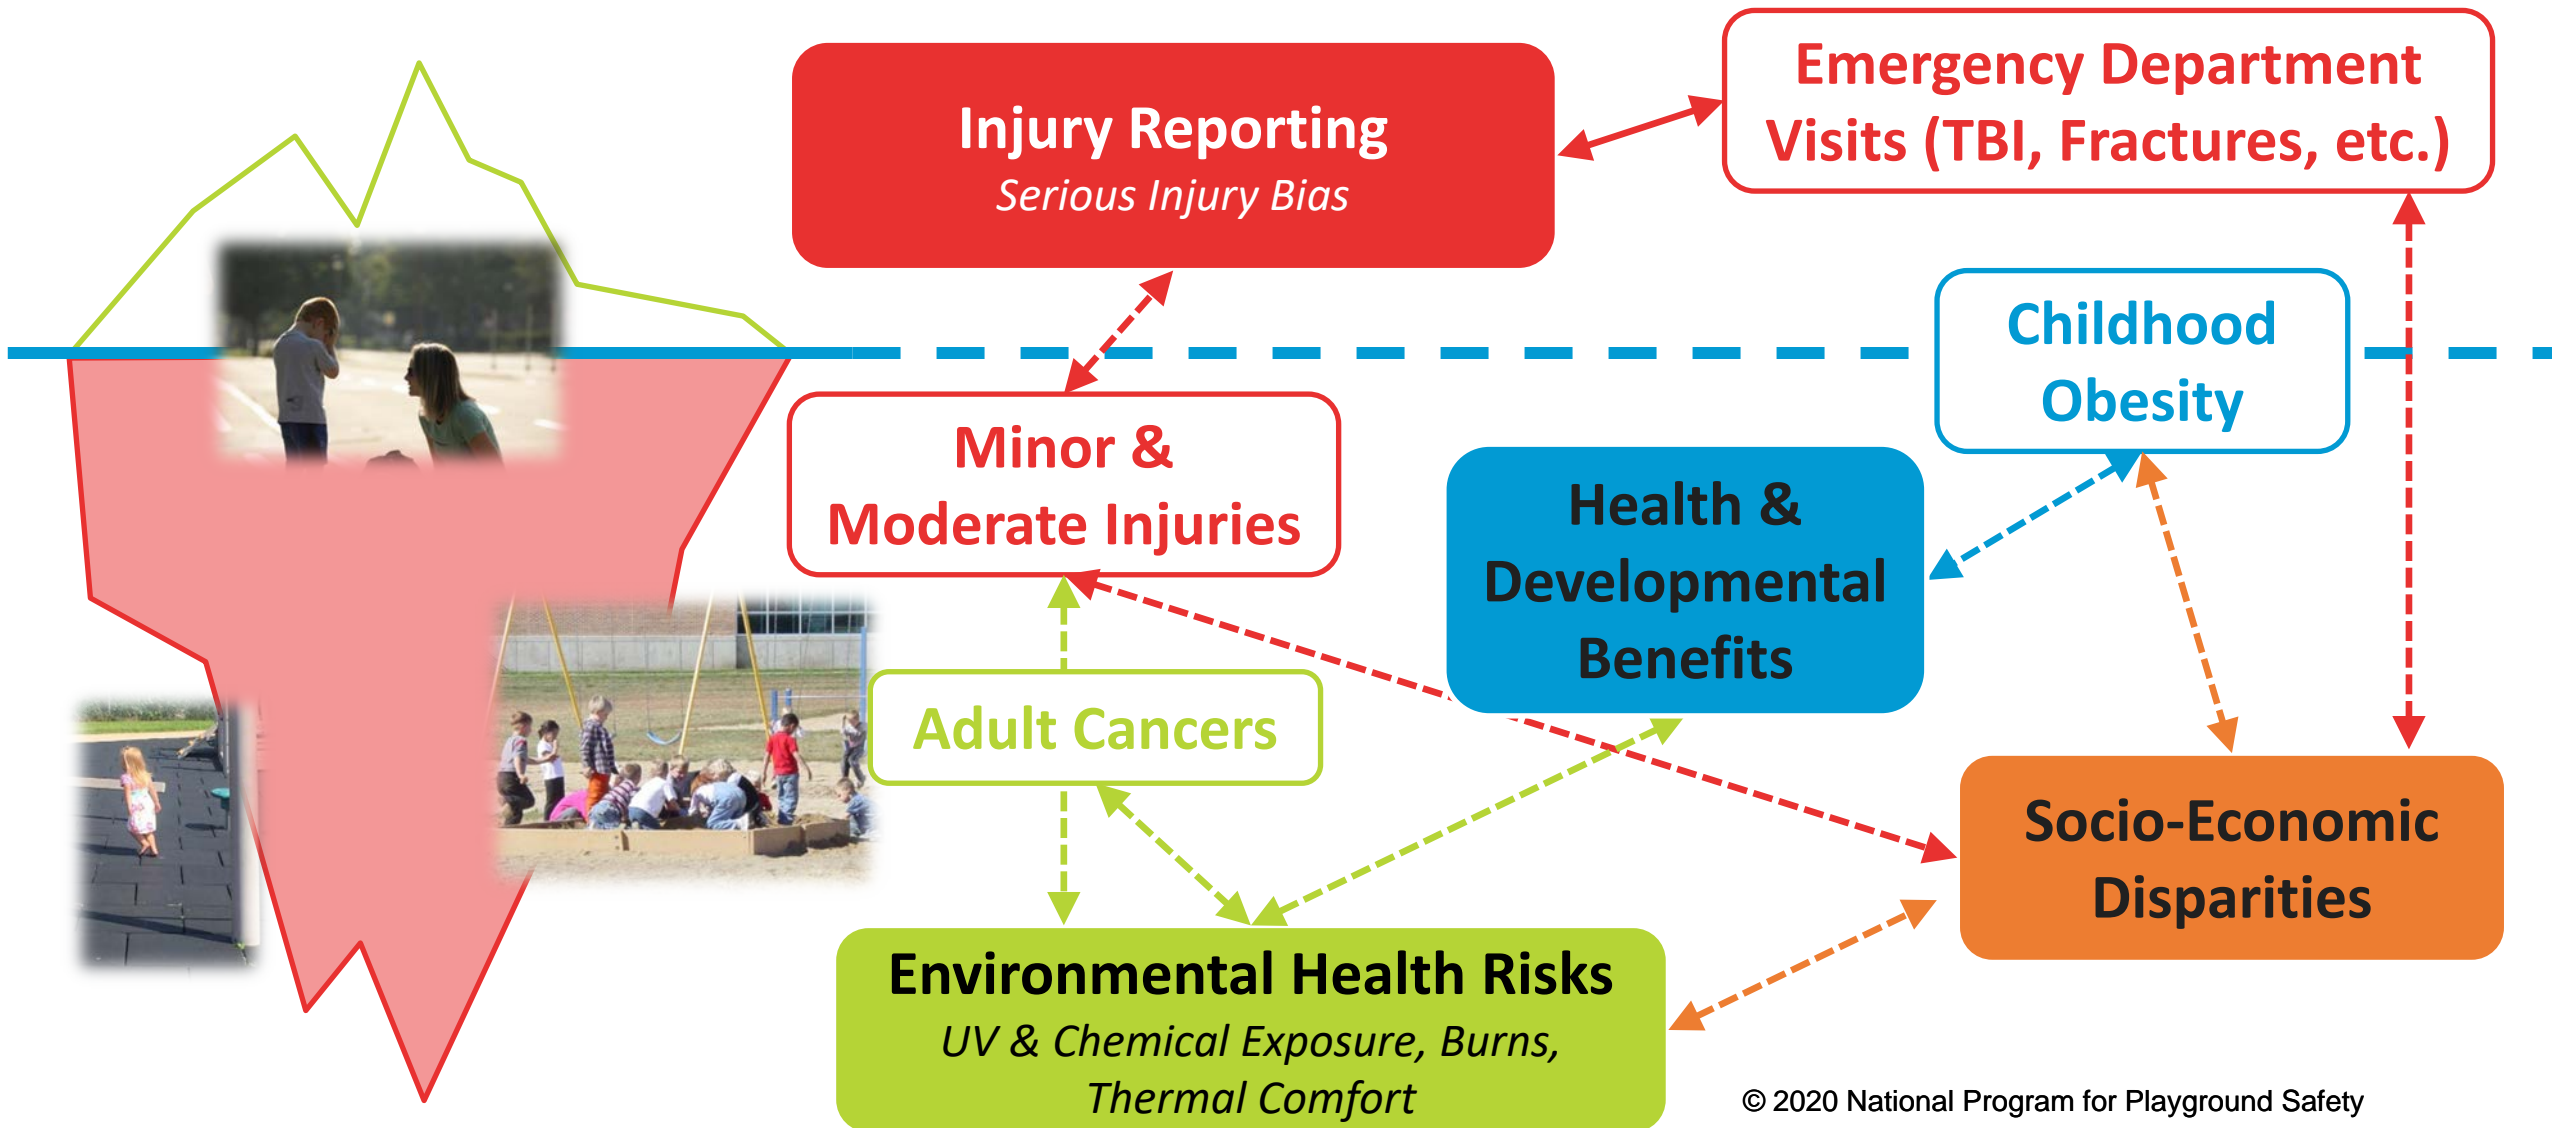 Emergency Department
Visits (TBI, Fractures, etc.)
Injury Reporting
Serious Injury Bias
Childhood
Obesity
Minor &
Moderate Injuries
Health &
Developmental
Benefits
Adult Cancers
Socio-Economic
Disparities
Environmental Health Risks
UV & Chemical Exposure, Burns,
Thermal Comfort
© 2020 National Program for Playground Safety